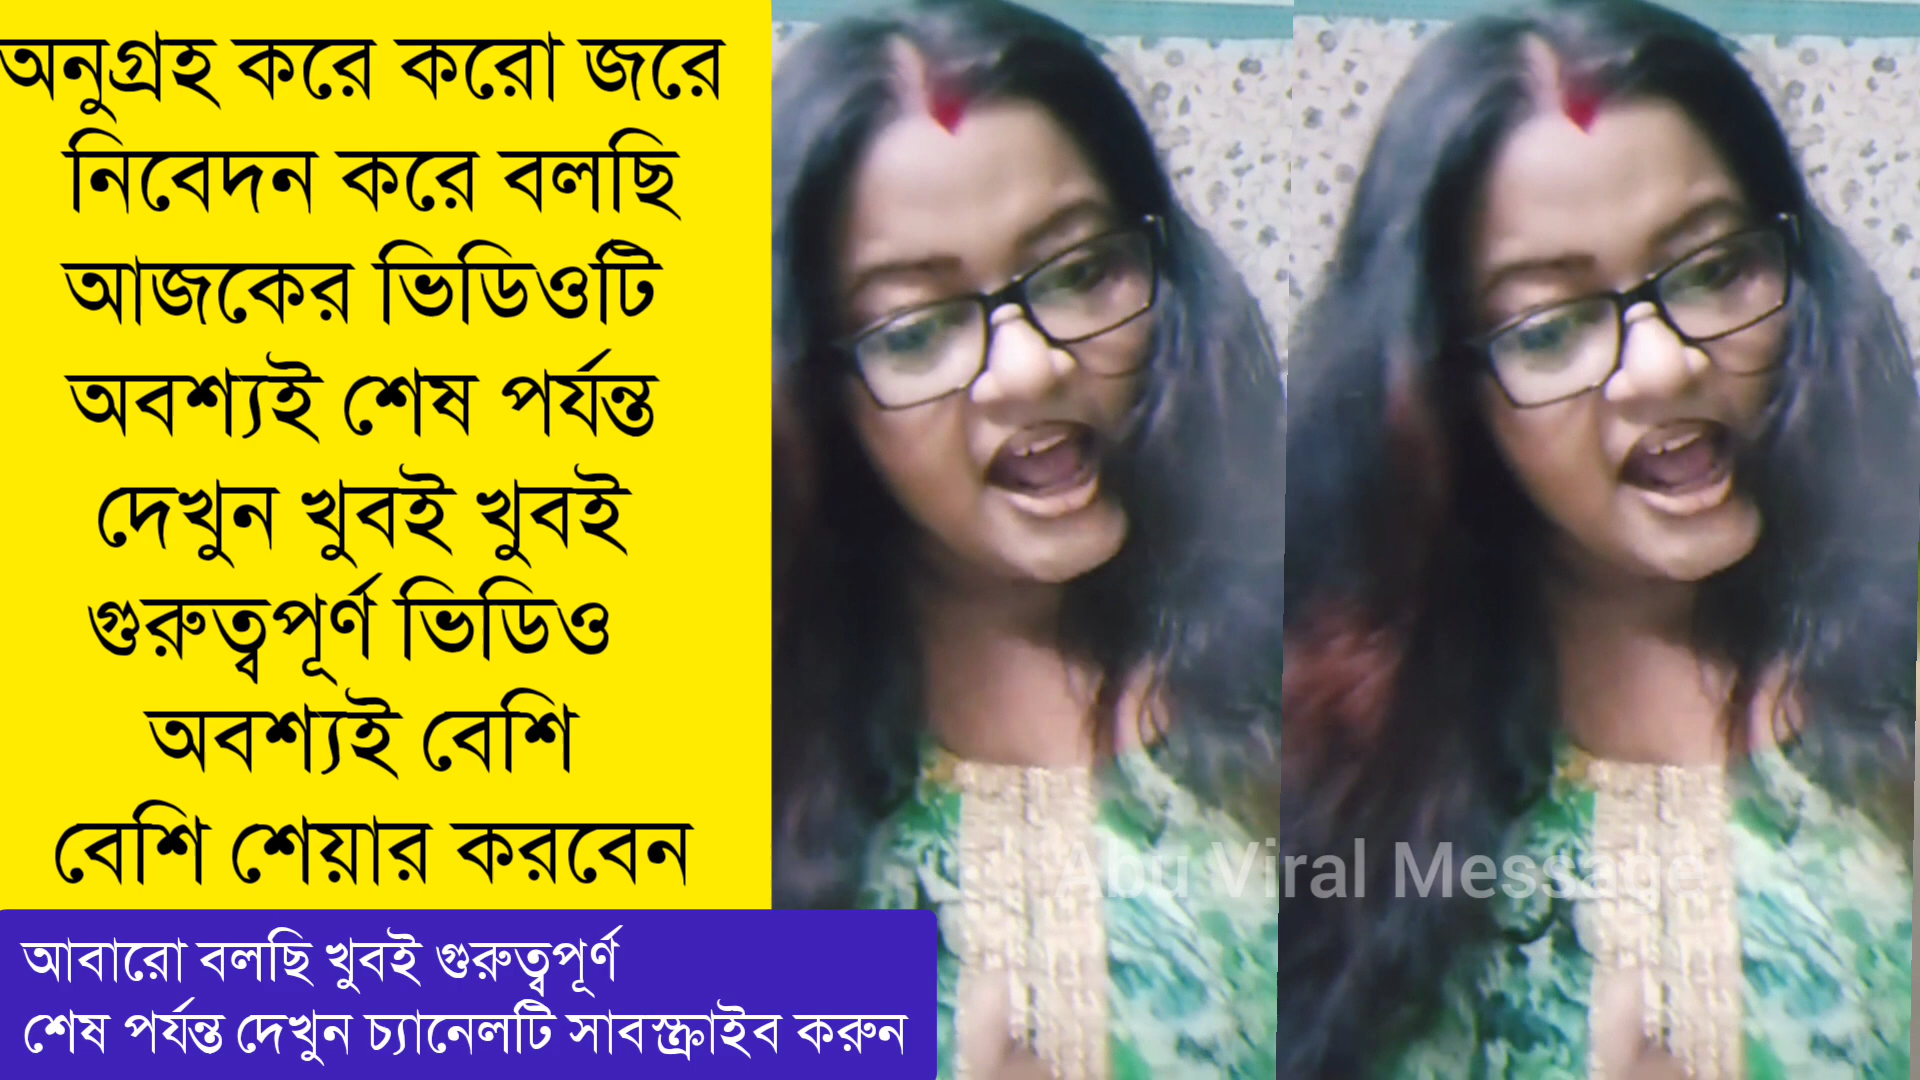 অনুগ্রহ করে করো জরে
নিবেদন করে বলছি
আজকের ভিডিওটি
অবশ্যই শেষ পর্যন্ত
দেখুন খুবই খুবই
গুরুত্বপূর্ণ ভিডিও
অবশ্যই বেশি
বেশি শেয়ার করবেন
আবারো বলছি খুবই গুরুত্বপূর্ণ
শেষ পর্যন্ত দেখুন চ্যানেলটি সাবস্ক্রাইব করুন
Abu Viral Message